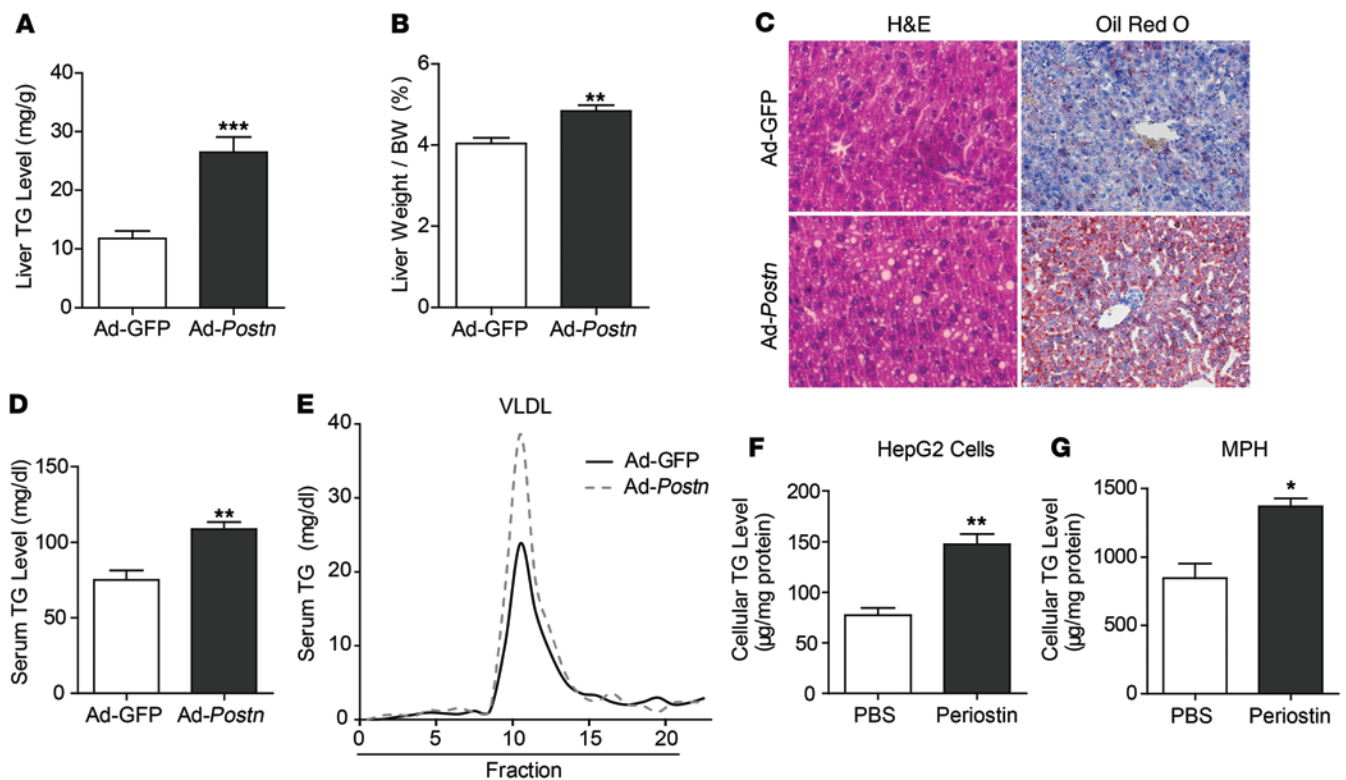 A
Liver TG Level (mg/g)
40
30
20
10
0
***
Ad-GFP Ad-Postn
B
Liver Weight / BW (%)
6
4
2
0
**
Ad-GFP Ad-Postn
C
H&E Oil Red O
Ad-GFP
Ad-Postn
D
Serum TG Level (mg/dl)
150
100
50
0
**
Ad-GFP Ad-Postn
E
VLDL
Serum TG (mg/dl)
40
30
20
10
0
Ad-GFP
Ad-Postn
0 5 10 15 20
Fraction
F
HepG2 Cells
Cellular TG Level
(µg/mg protein)
200
150
100
50
0
**
PBS Periostin
G
MPH
Cellular TG Level
(µg/mg protein)
1500
1000
500
0
*
PBS Periostin